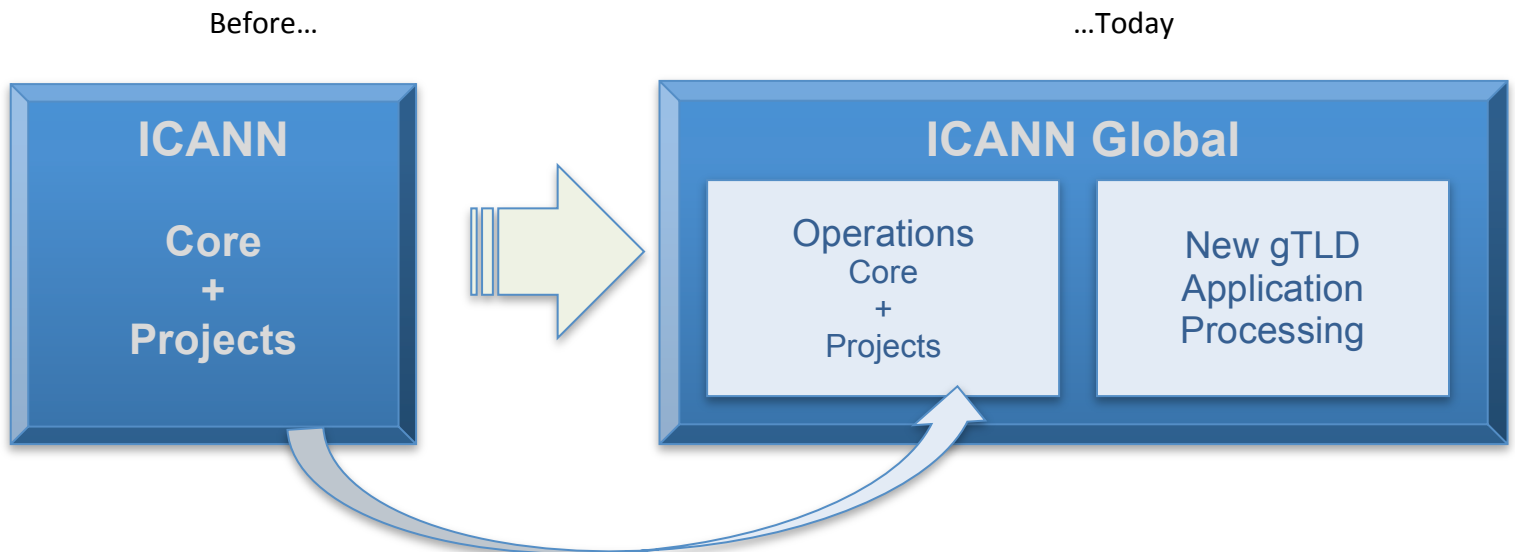 Before…
…Today
ICANN
Core
+
Projects
ICANN Global
Operations
Core
+
Projects
New gTLD
Application
Processing